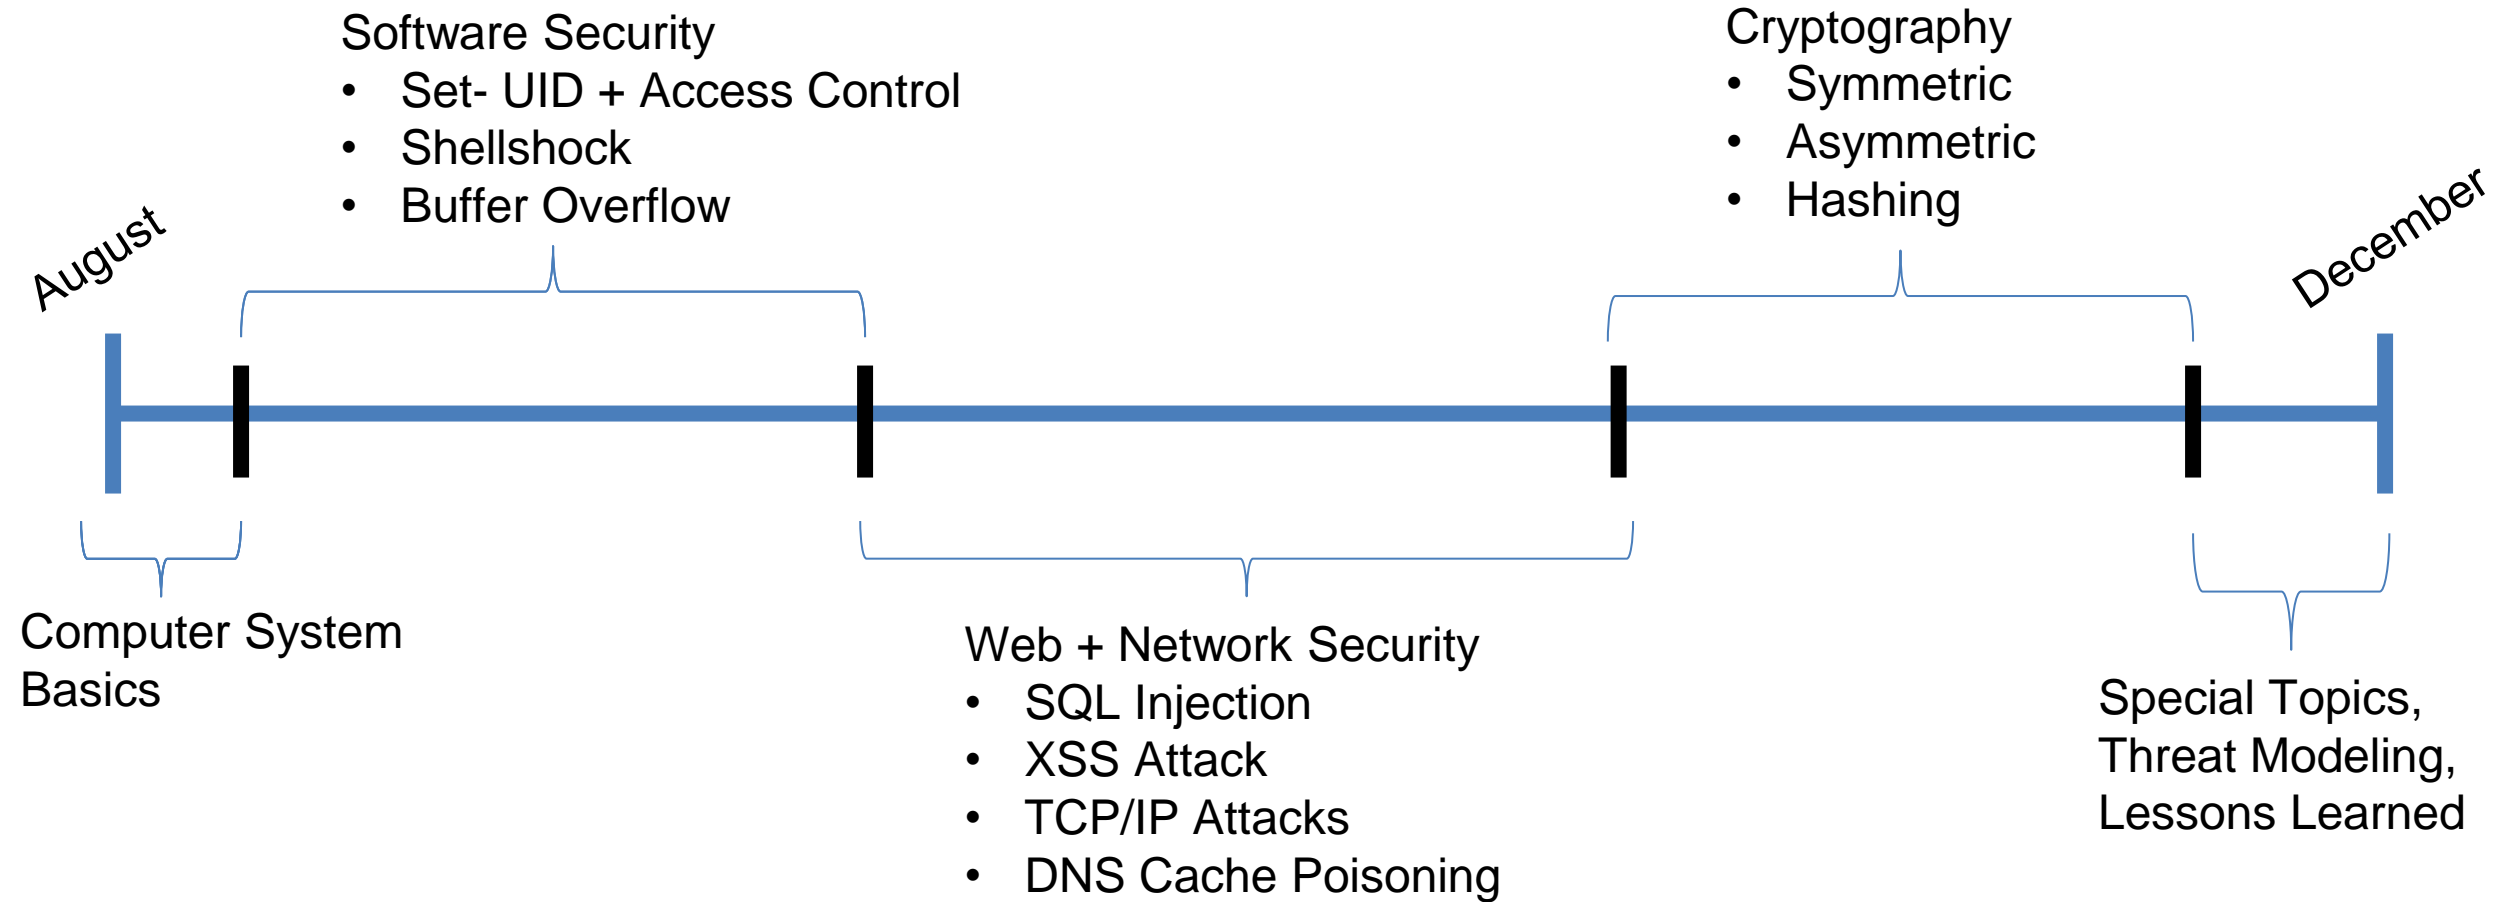 Software Security
• Set- UID + Access Control
• Shellshock
• Buffer Overflow
Cryptography
• Symmetric
• Asymmetric
• Hashing
August
December
Computer System
Basics
Web + Network Security
• SQL Injection
• XSS Attack
• TCP/IP Attacks
• DNS Cache Poisoning
Special Topics,
Threat Modeling,
Lessons Learned